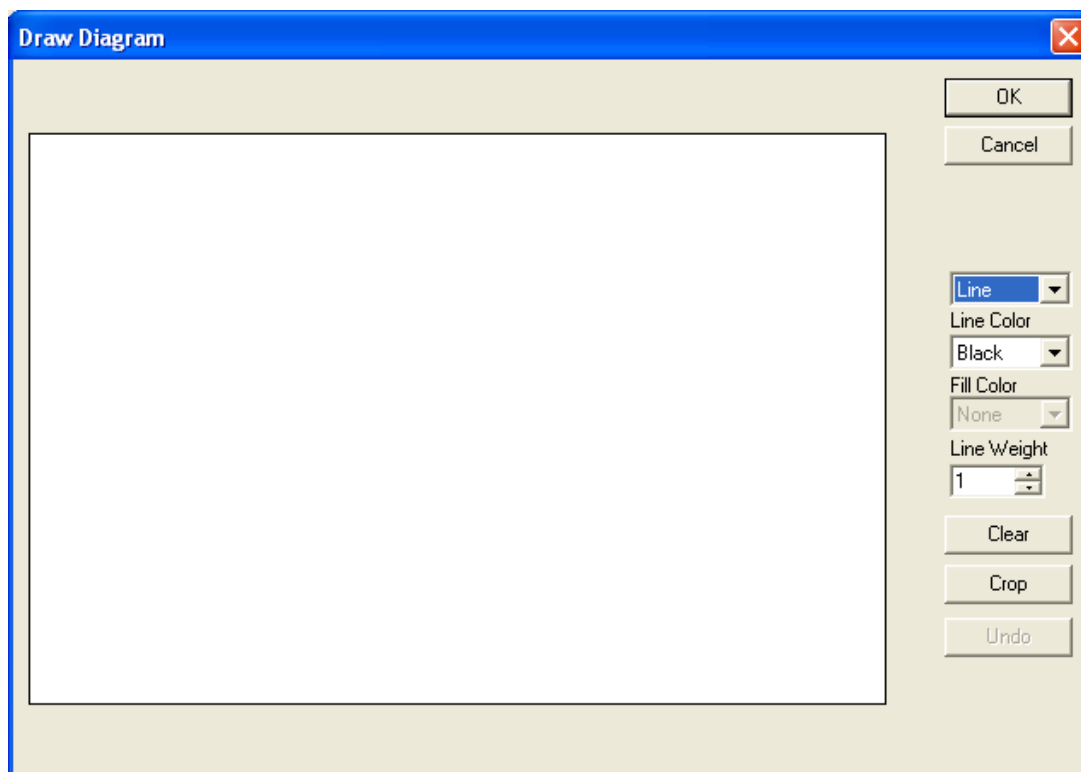 Draw Diagram
OK
Cancel
Line
Line Color
Black
Fill Color
None
Line Weight
1
Clear
Crop
Undo